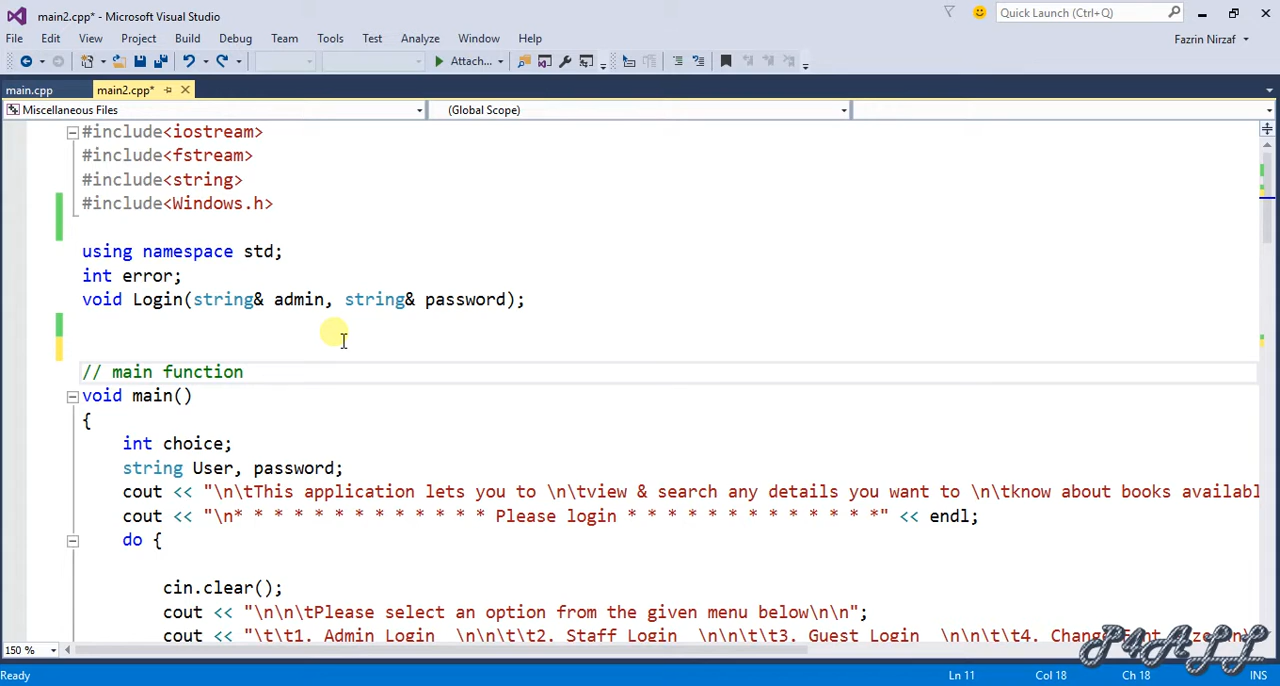 main2.cpp* - Microsoft Visual Studio
Quick Launch (Ctrl+Q)
File Edit View Project Build Debug Team Tools Test Analyze Window Help
Fazrin Nirzaf
Attach...
main.cpp main2.cpp*
Miscellaneous Files (Global Scope)
#include<iostream>
#include<fstream>
#include<string>
#include<Windows.h>
using namespace std;
int error;
void Login(string& admin, string& password);
// main function
void main()
{
int choice;
string User, password;
cout << "\n\tThis application lets you to \n\tview & search any details you want to \n\tknow about books availabl
cout << "\n* * * * * * * * * * * * * Please login * * * * * * * * * * * * *" << endl;
do {
cin.clear();
cout << "\n\n\tPlease select an option from the given menu below\n\n";
cout << "\t\t1. Admin Login \n\n\t\t2. Staff Login \n\n\t\t3. Guest Login \n\n\t\t4. Change Font
150 %
P4ALL
Ready Ln 11 Col 18 Ch 18 INS